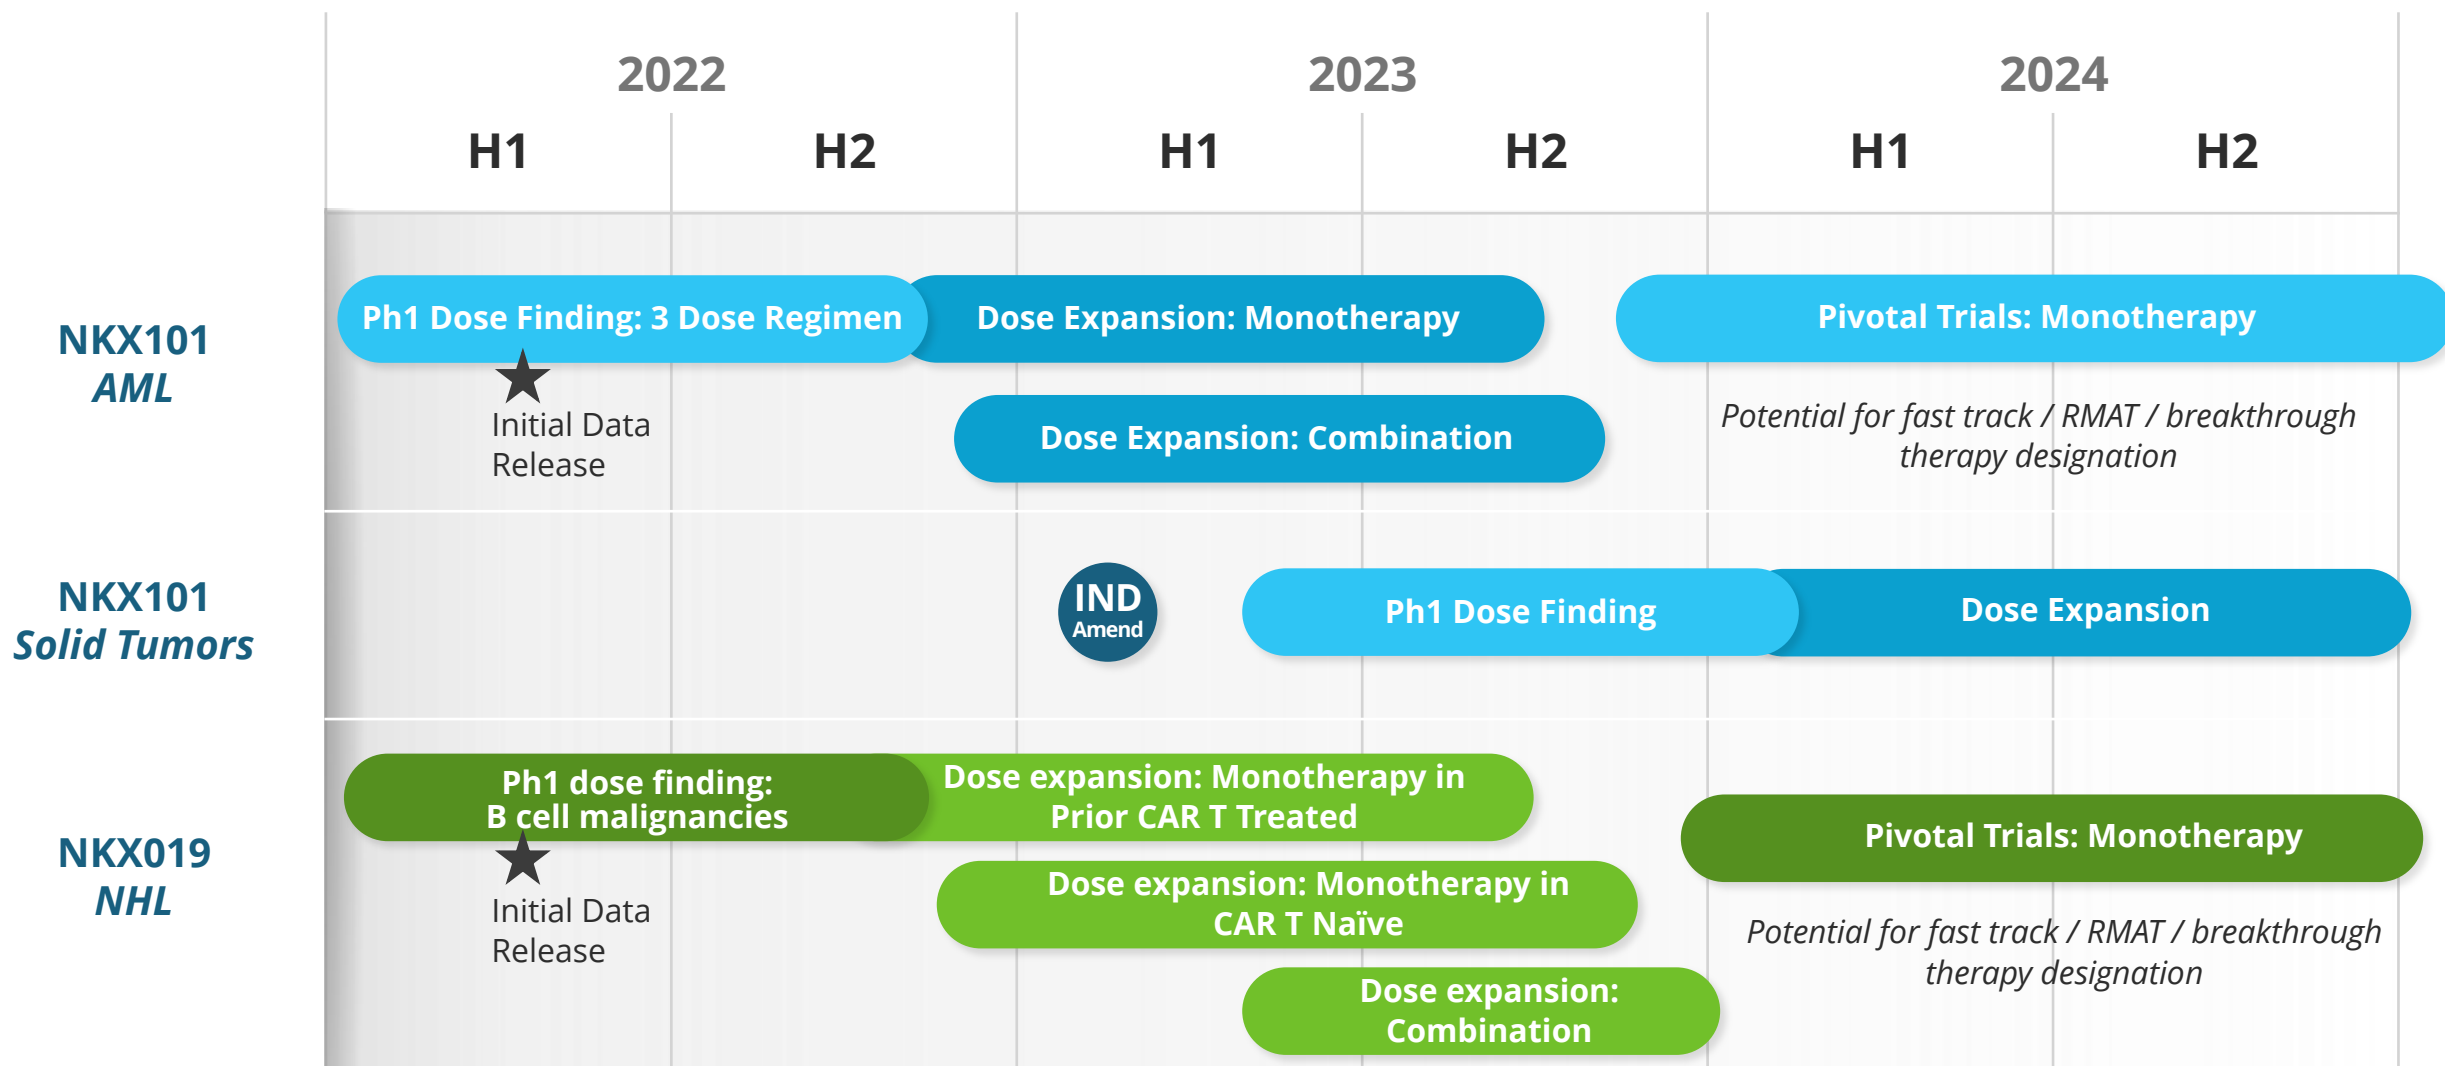 2022
2023
2024
H1
H2
H1
H2
H1
H2
NKX101
AML
Ph1 Dose Finding: 3 Dose Regimen
Dose Expansion: Monotherapy
Pivotal Trials: Monotherapy
Initial Data
Release
Dose Expansion: Combination
Potential for fast track / RMAT / breakthrough
therapy designation
NKX101
Solid Tumors
IND
Amend
Ph1 Dose Finding
Dose Expansion
NKX019
NHL
Ph1 dose finding:
B cell malignancies
Dose expansion: Monotherapy in
Prior CAR T Treated
Pivotal Trials: Monotherapy
Initial Data
Release
Dose expansion: Monotherapy in
CAR T Naïve
Potential for fast track / RMAT / breakthrough
therapy designation
Dose expansion:
Combination